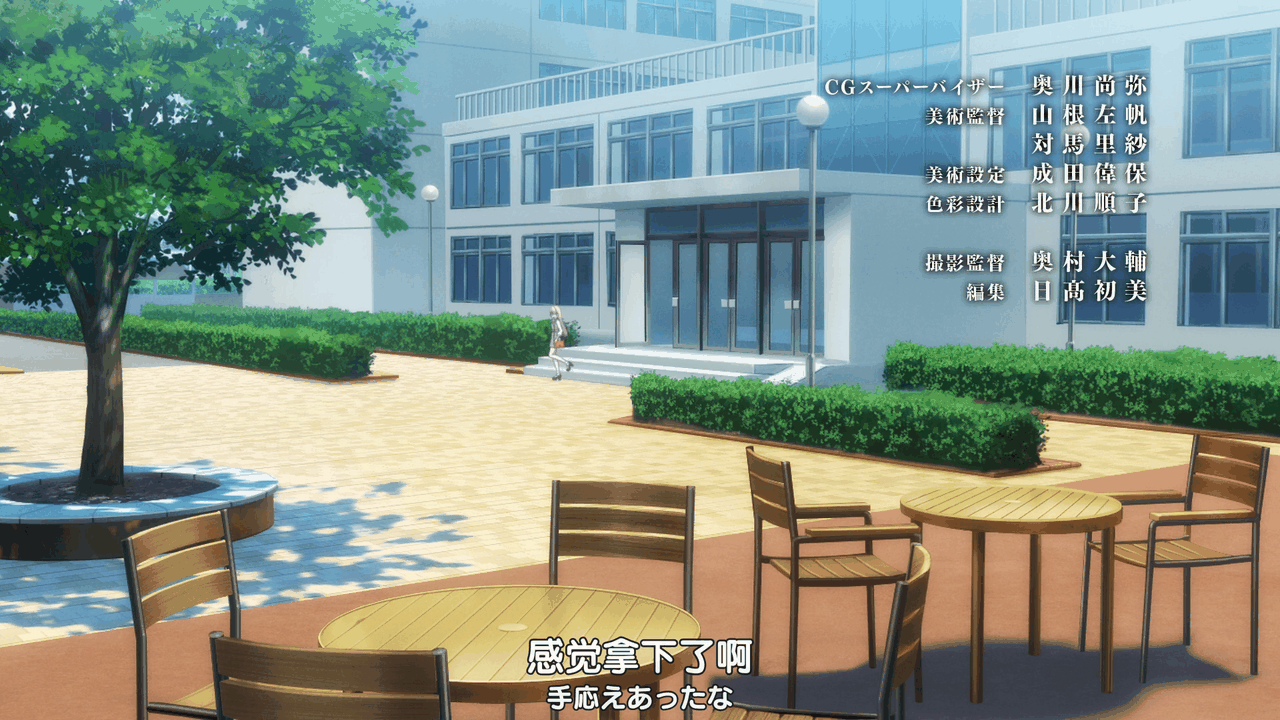 CGスーパーバイザー 奥川尚弥
美術監督 山根左帆
対馬里紗
美術設定 成田偉保
色彩設計 北川順子
撮影監督 奥村大輔
編集 日髙初美
感觉拿下了啊
手応えあったな